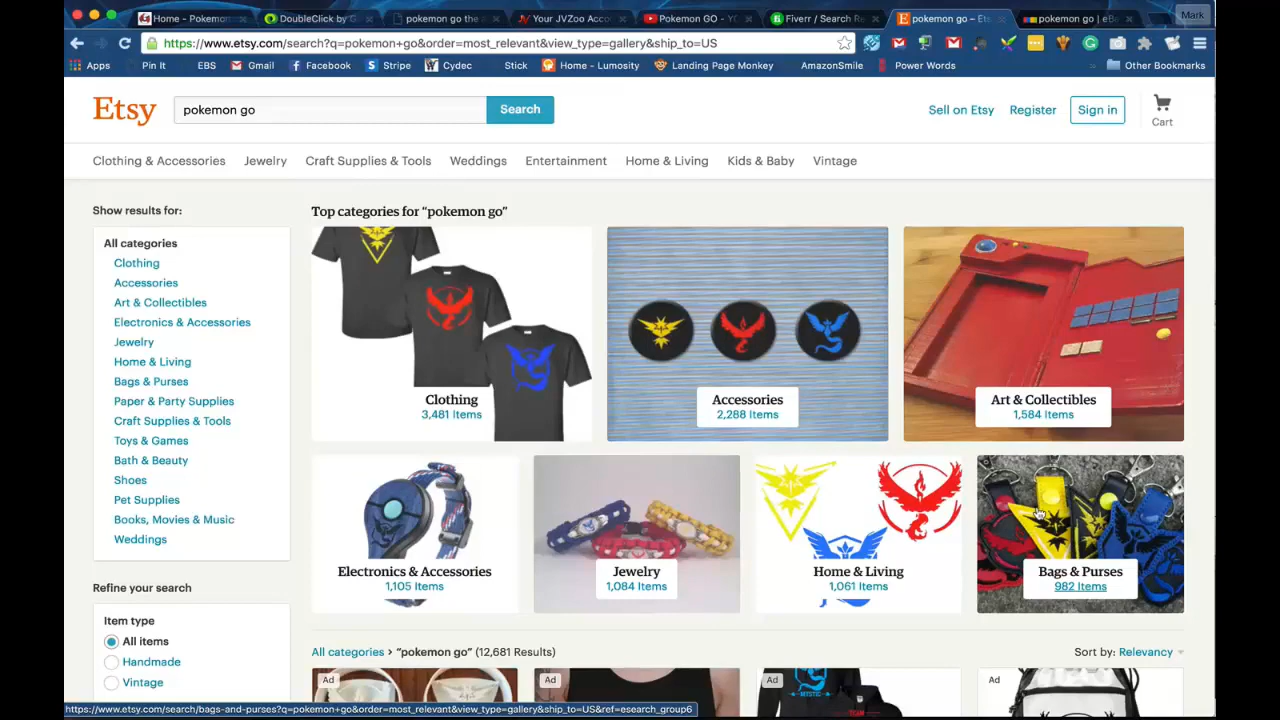 Home - Pokemon
DoubleClick by G
pokemon go the
Your JVZoo Acco
Pokemon GO - YO
Fiverr / Search Re
pokemon go - Ets
pokemon go | eB
Mark
https://www.etsy.com/search?q=pokemon+go&order=most_relevant&view_type=gallery&ship_to=US
Apps
Pin It
EBS
Gmail
Facebook
Stripe
Cydec
Stick
Home - Lumosity
Landing Page Monkey
AmazonSmile
Power Words
»
Other Bookmarks
Etsy
pokemon go
Search
Sell on Etsy
Register
Sign in
Cart
Clothing & Accessories
Jewelry
Craft Supplies & Tools
Weddings
Entertainment
Home & Living
Kids & Baby
Vintage
Show results for:
All categories
Clothing
Accessories
Art & Collectibles
Electronics & Accessories
Jewelry
Home & Living
Bags & Purses
Paper & Party Supplies
Craft Supplies & Tools
Toys & Games
Bath & Beauty
Shoes
Pet Supplies
Books, Movies & Music
Weddings
Refine your search
Item type
All items
Handmade
Vintage
Top categories for “pokemon go”
Clothing
3,481 Items
Accessories
2,288 Items
Art & Collectibles
1,584 Items
Electronics & Accessories
1,105 Items
Jewelry
1,084 Items
Home & Living
1,061 Items
Bags & Purses
982 Items
All categories › “pokemon go” (12,681 Results)
Sort by: Relevancy
Ad
Ad
Ad
Ad
https://www.etsy.com/search/bags-and-purses?q=pokemon+go&order=most_relevant&view_type=gallery&ship_to=US&ref=esearch_group6